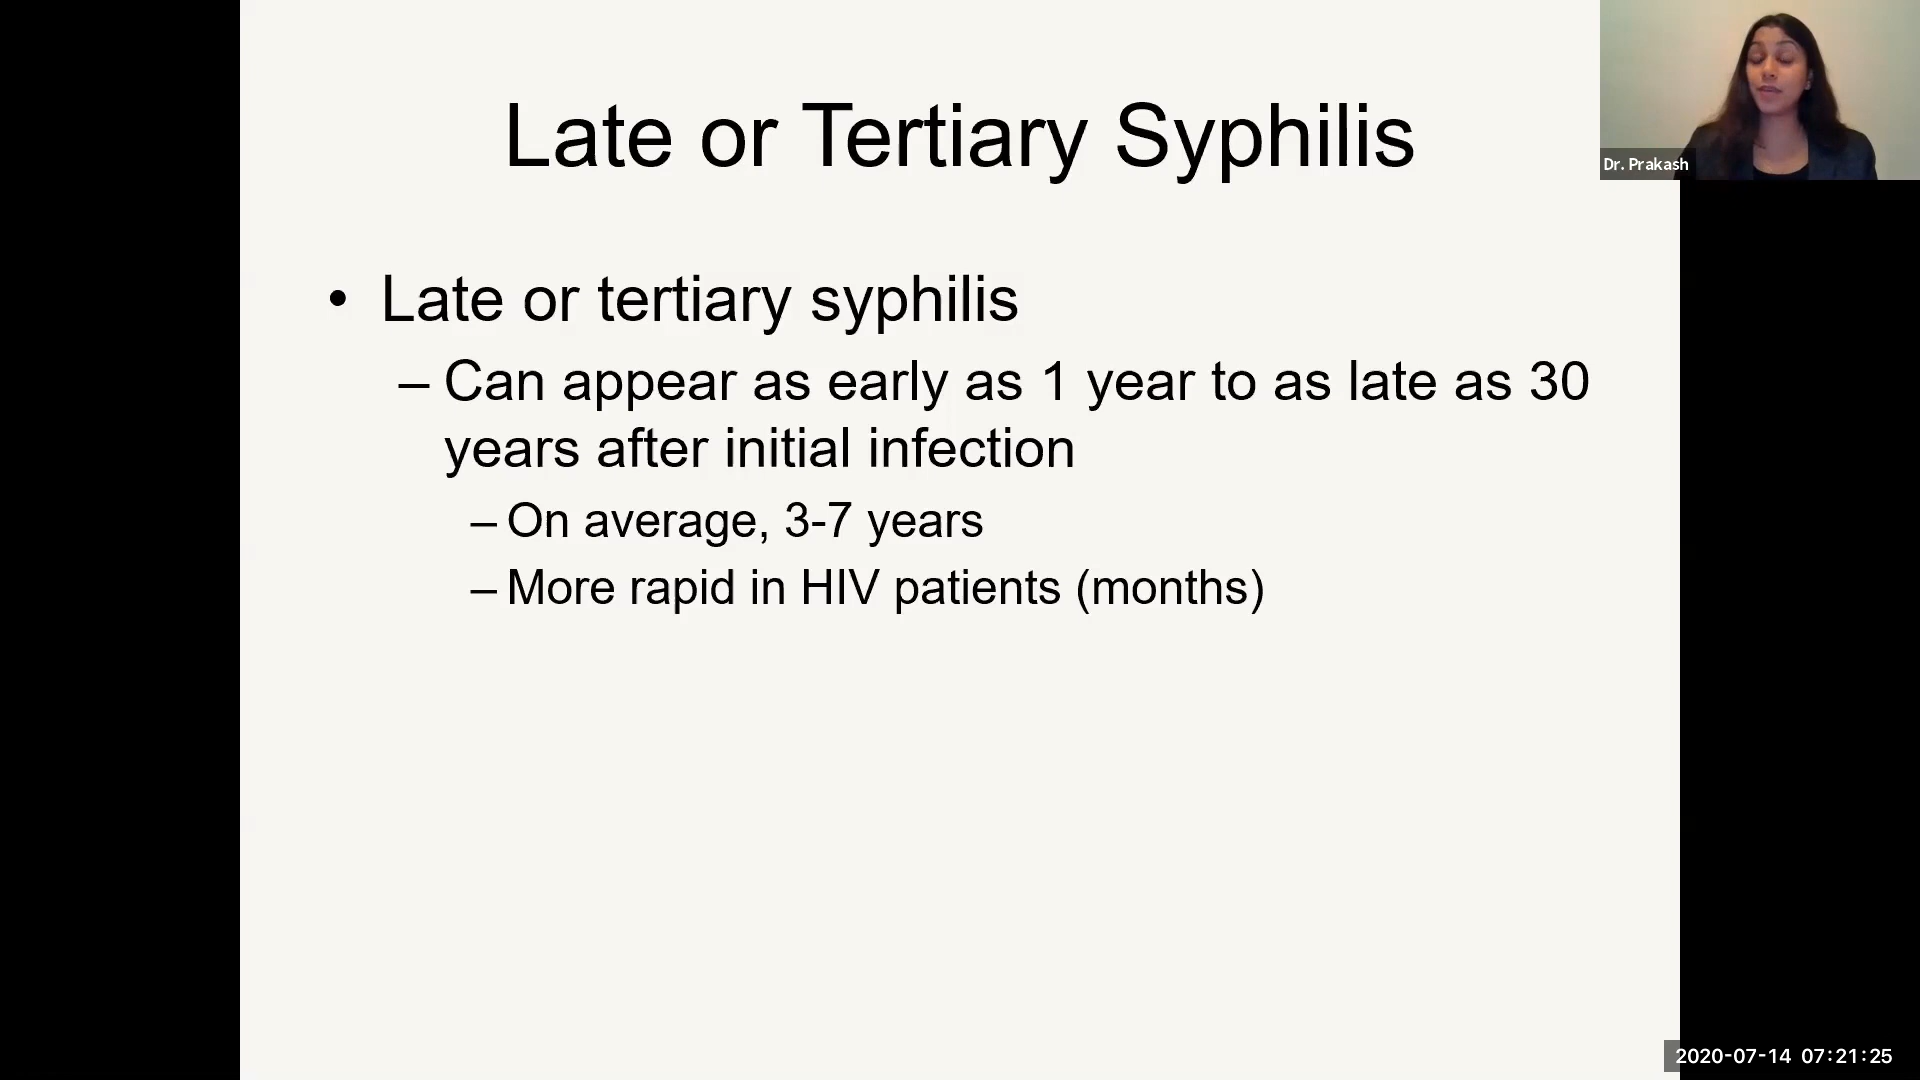 Late or Tertiary Syphilis
Dr. Prakash
• Late or tertiary syphilis
– Can appear as early as 1 year to as late as 30
years after initial infection
– On average, 3-7 years
– More rapid in HIV patients (months)
2020-07-14 07:21:25